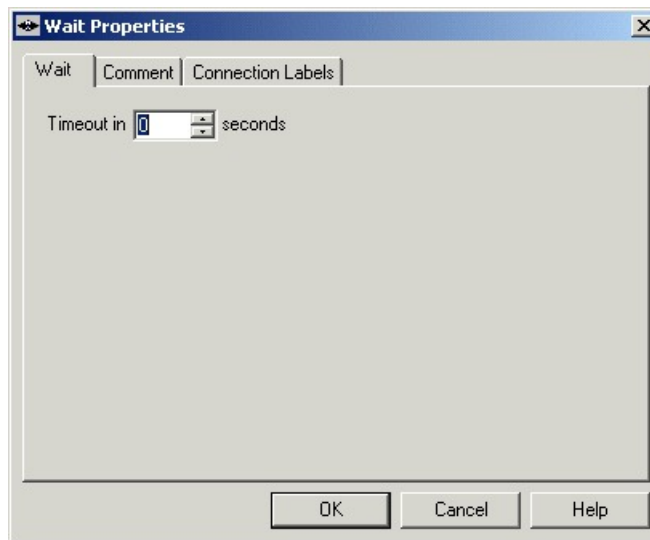 Wait Properties
Wait Comment Connection Labels
Timeout in 0 seconds
OK Cancel Help